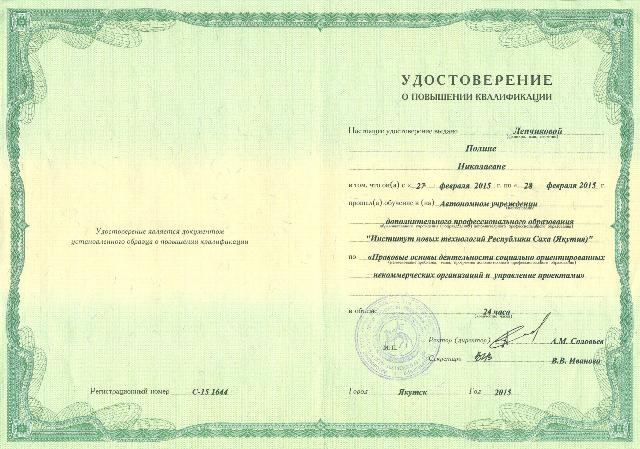 Удостоверение является документом
установленного образца о повышении квалификации
Регистрационный номер С-15 1644
УДОСТОВЕРЕНИЕ
О ПОВЫШЕНИИ КВАЛИФИКАЦИИ
Настоящее удостоверение выдано Лепчиковой
(фамилия, имя, отчество)
Полине
Николаевне
в том, что он(а) с «27 февраля 2015 г. по «28 февраля 2015 г.
прошел(а) обучение в (на) Автономном учреждении
дополнительного профессионального образования
"Институт новых технологий Республики Саха (Якутия)"
по «Правовые основы деятельности социально ориентированных
некоммерческих организаций и управление проектами»
в объеме 24 часа
М.П.
Ректор (директор) А.М. Соловьев
Секретарь В.В. Иванова
Город Якутск Год 2015